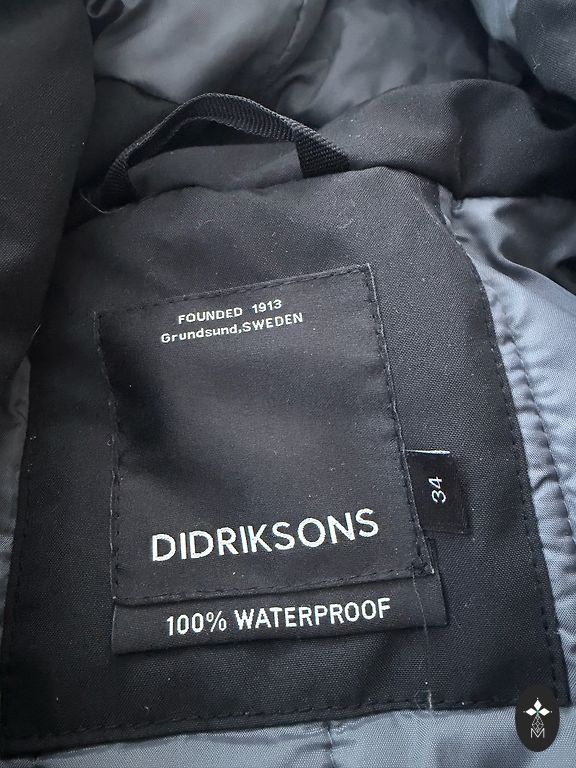 FOUNDED 1913
Grundsund,SWEDEN
34
DIDRIKSONS
100% WATERPROOF
M